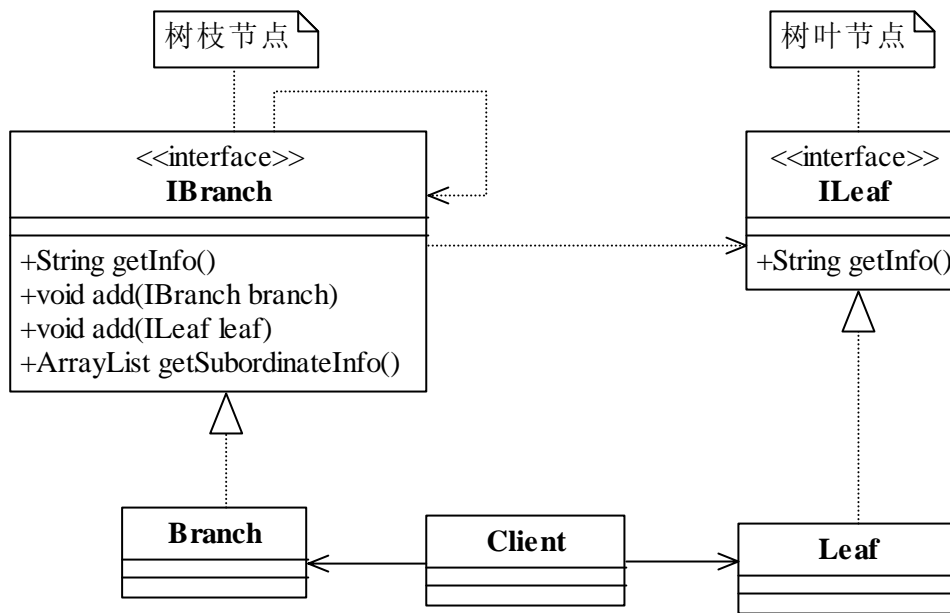 树枝节点
树叶节点
<<interface>>
IBranch
+String getInfo()
+void add(IBranch branch)
+void add(ILeaf leaf)
+ArrayList getSubordinateInfo()
<<interface>>
ILeaf
+String getInfo()
Branch
Client
Leaf